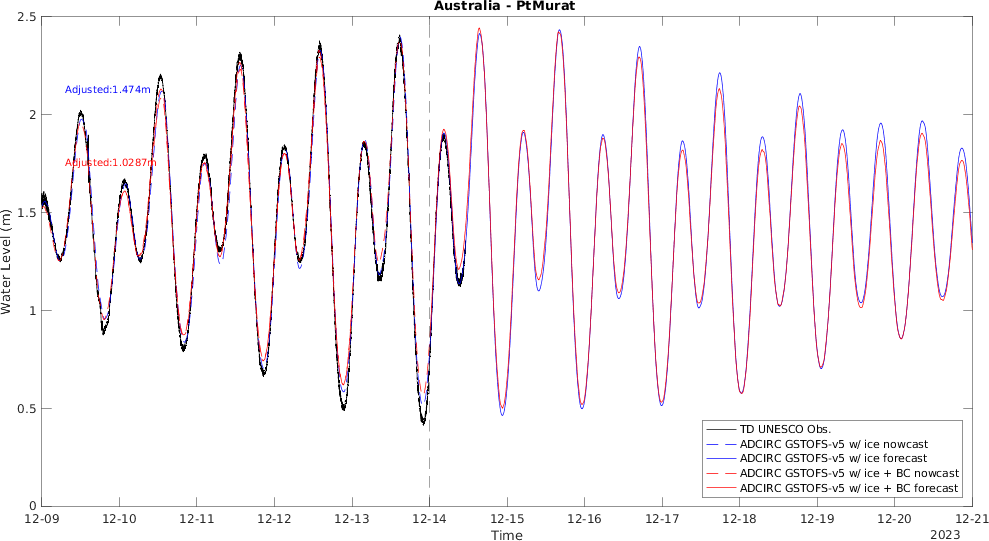 Australia - PtMurat
2.5
2
1.5
1
0.5
0
Water Level (m)
Adjusted:1.474m
Adjusted:1.0287m
TD UNESCO Obs.
ADCIRC GSTOFS-v5 w/ ice nowcast
ADCIRC GSTOFS-v5 w/ ice forecast
ADCIRC GSTOFS-v5 w/ ice + BC nowcast
ADCIRC GSTOFS-v5 w/ ice + BC forecast
12-09 12-10 12-11 12-12 12-13 12-14 12-15 12-16 12-17 12-18 12-19 12-20 12-21
Time
2023